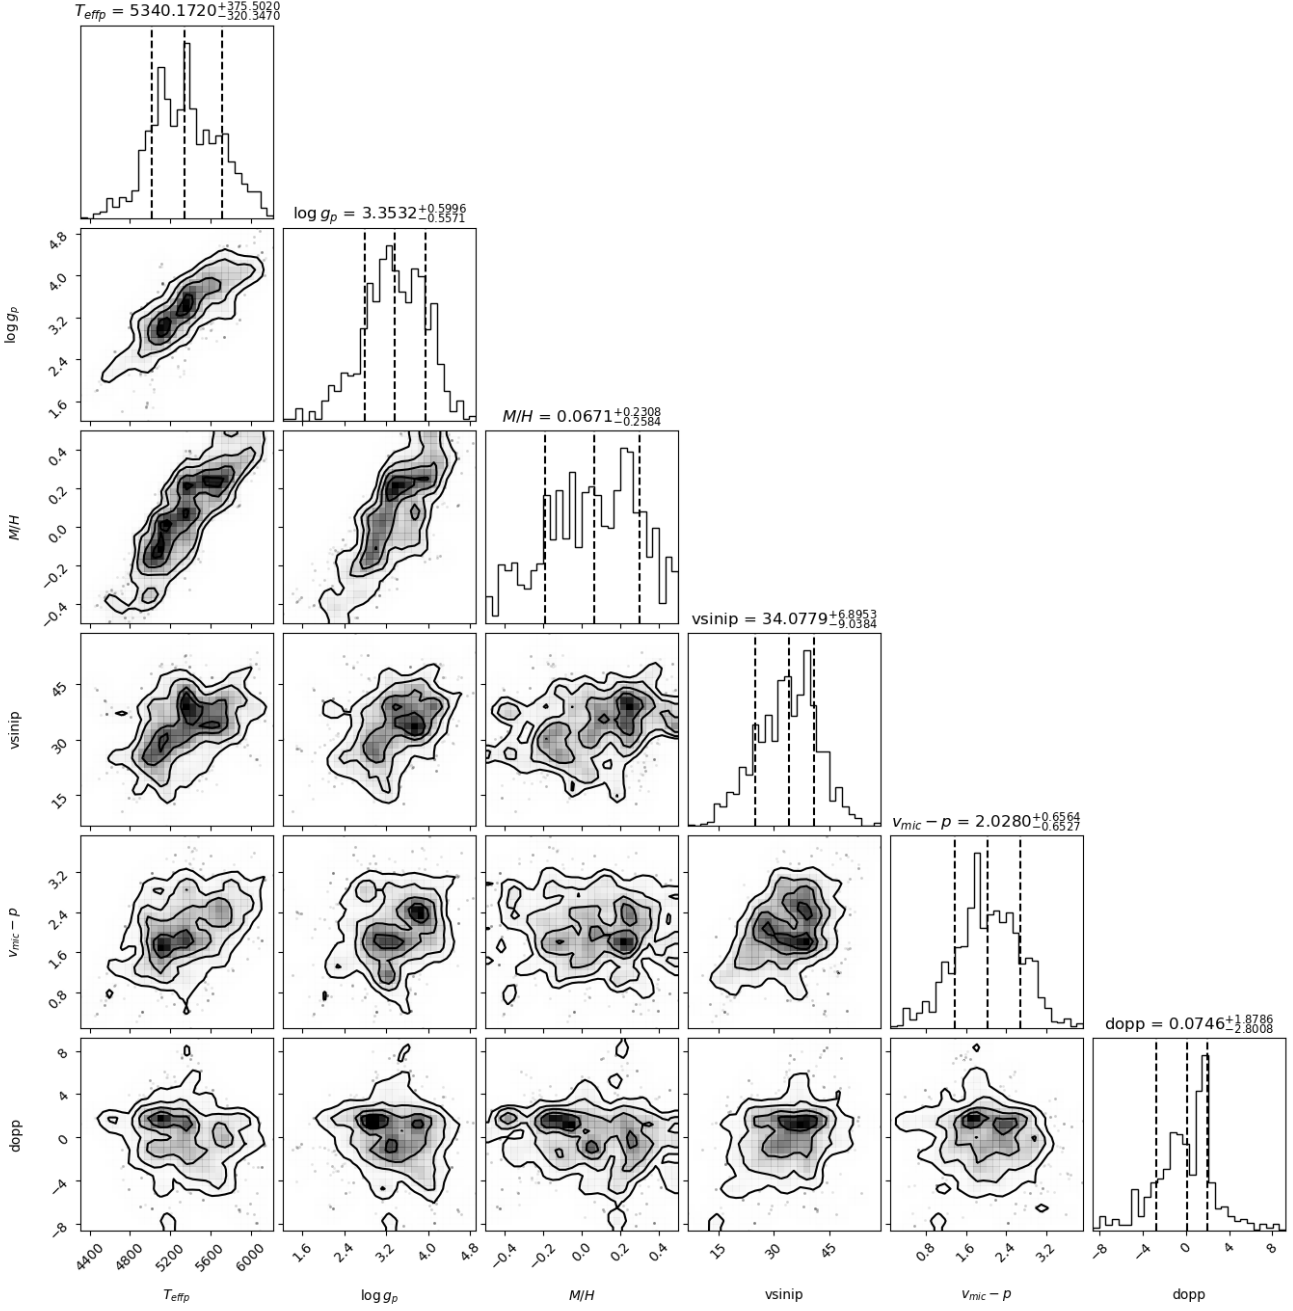 T_effp = 5340.1720 +375.5020 −320.3470
log g_p = 3.3532 +0.5996 −0.5571
4.8
4.0
3.2
2.4
1.6
log g_p
M/H = 0.0671 +0.2308 −0.2584
0.4
0.2
0.0
−0.2
−0.4
M/H
vsinip = 34.0779 +6.8953 −9.0384
45
30
15
vsinip
v_mic − p = 2.0280 +0.6564 −0.6527
3.2
2.4
1.6
0.8
v_mic − p
dopp = 0.0746 +1.8786 −2.8008
8
4
0
−4
−8
dopp
4400 4800 5200 5600 6000
1.6 2.4 3.2 4.0 4.8
−0.4 −0.2 0.0 0.2 0.4
15 30 45
0.8 1.6 2.4 3.2
−8 −4 0 4 8
T_effp log g_p M/H vsinip v_mic − p dopp